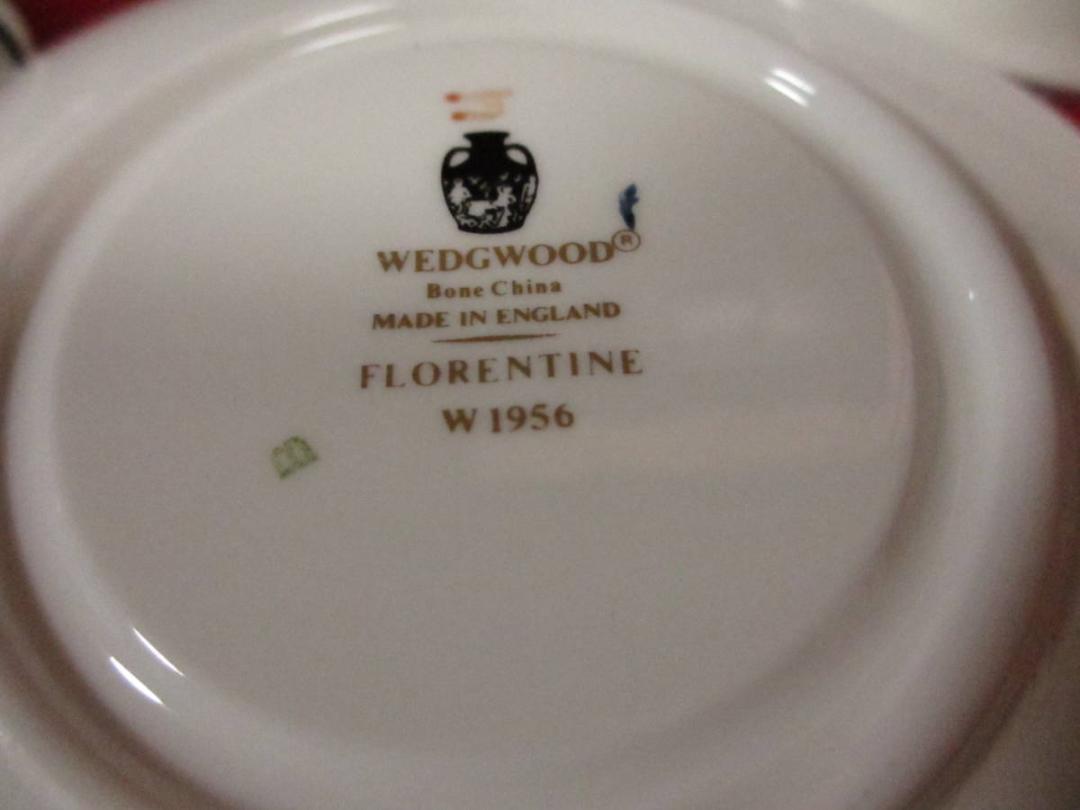 WEDGWOOD®
Bone China
MADE IN ENGLAND
FLORENTINE
W 1956